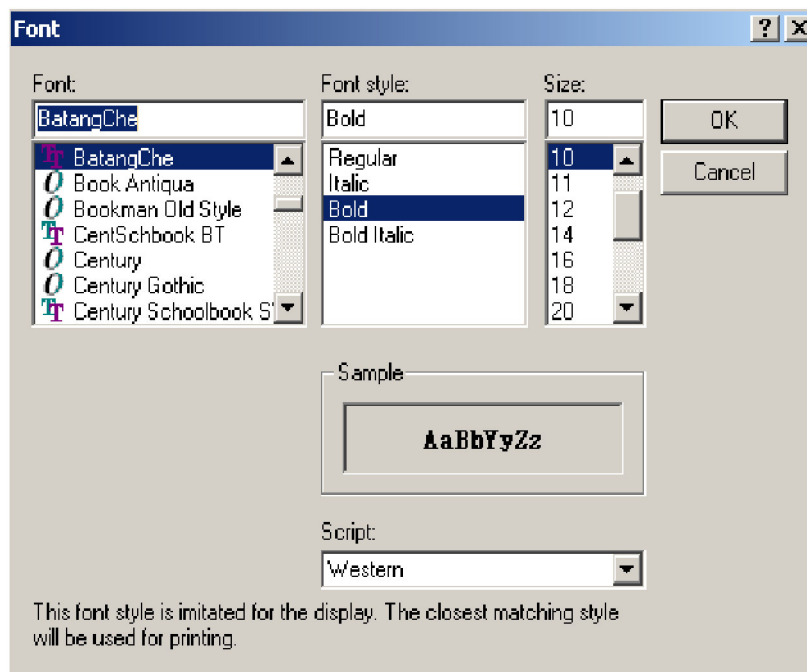 Font
Font:
BatangChe
BatangChe
Book Antiqua
Bookman Old Style
CentSchbook BT
Century
Century Gothic
Century Schoolbook
Font style:
Bold
Regular
Italic
Bold
Bold Italic
Size:
10
10
11
12
14
16
18
20
OK
Cancel
Sample
AaBbYyZz
Script:
Western
This font style is imitated for the display. The closest matching style
will be used for printing.